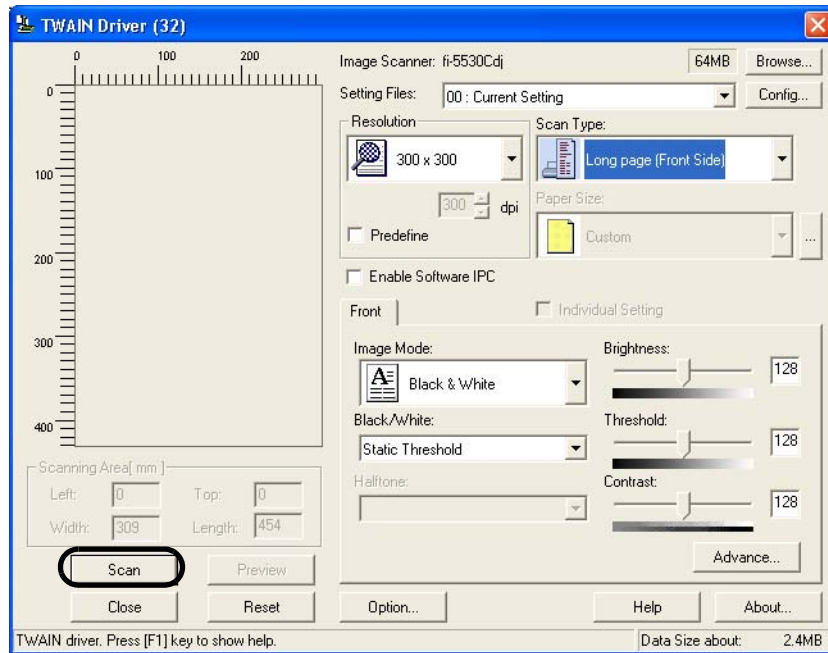 TWAIN Driver (32)
0 100 200
0
100
200
300
400
Image Scanner: fi-5530Cdj 64MB Browse...
Setting Files: 00 : Current Setting Config...
Resolution
300 x 300
300 dpi
Predefine
Scan Type:
Long page (Front Side)
Paper Size:
Custom ...
Enable Software IPC
Front Individual Setting
Image Mode:
A Black & White
Black/White:
Static Threshold
Halftone:
Brightness:
128
Threshold:
128
Contrast:
128
Advance...
Scanning Area[ mm ]
Left: 0 Top: 0
Width: 309 Length: 454
Scan Preview
Close Reset Option... Help About...
TWAIN driver. Press [F1] key to show help. Data Size about: 2.4MB